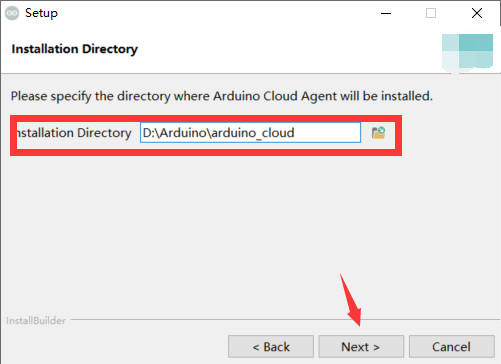 Setup
Installation Directory
Please specify the directory where Arduino Cloud Agent will be installed.
Installation Directory D:\Arduino\arduino_cloud
InstallBuilder
< Back Next > Cancel